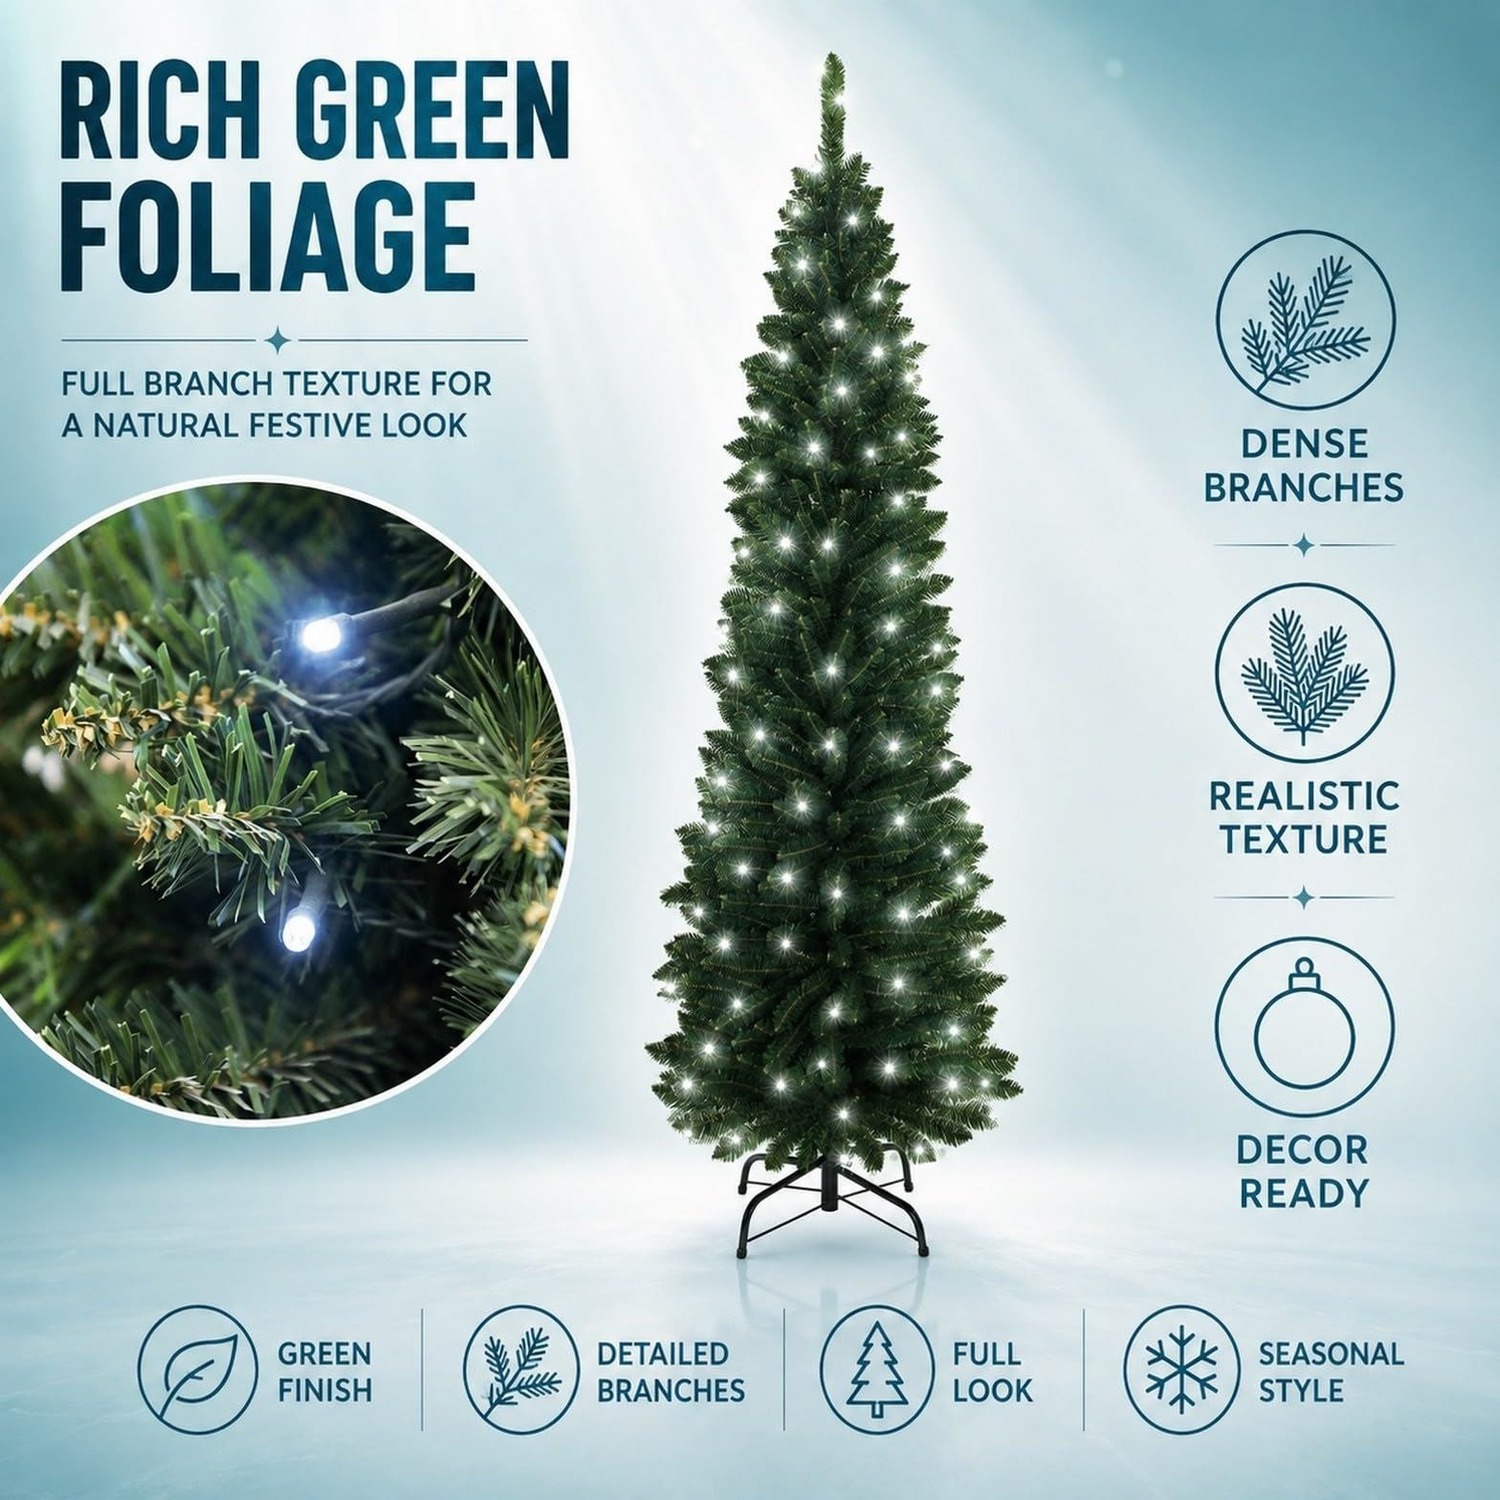 RICH GREEN
FOLIAGE
FULL BRANCH TEXTURE FOR
A NATURAL FESTIVE LOOK
DENSE
BRANCHES
REALISTIC
TEXTURE
DECOR
READY
GREEN
FINISH
DETAILED
BRANCHES
FULL
LOOK
SEASONAL
STYLE